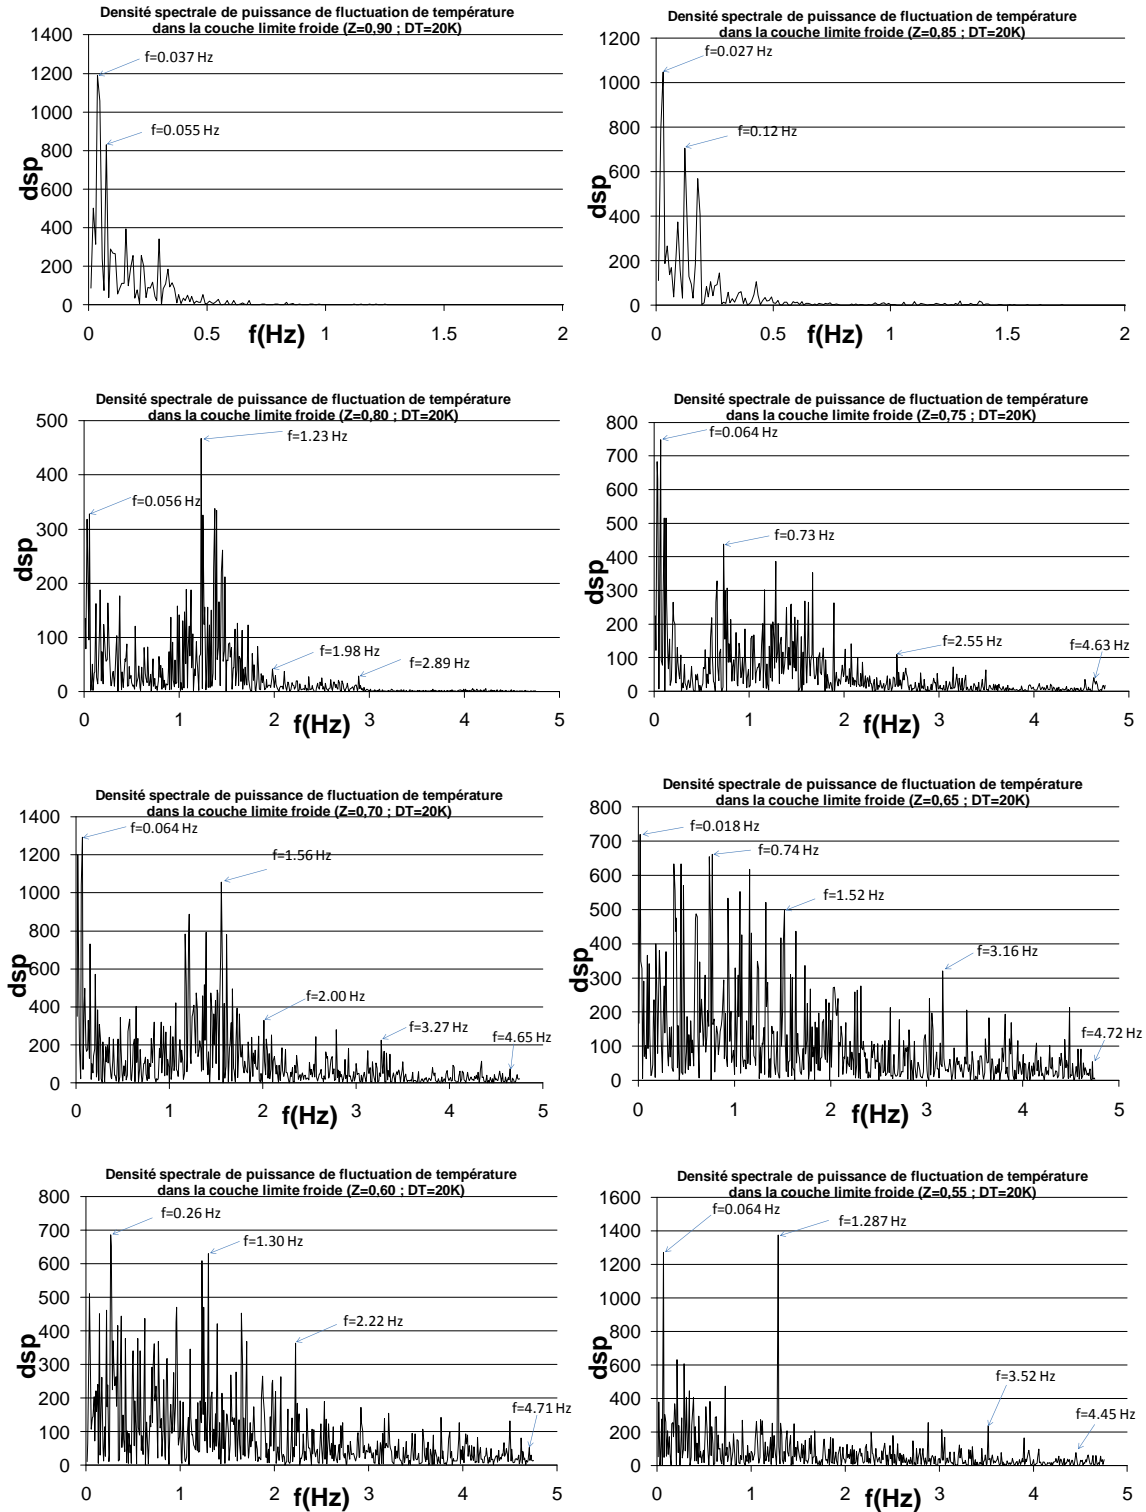 Densité spectrale de puissance de fluctuation de température
dans la couche limite froide (Z=0,90 ; DT=20K)
1400
1200
1000
800
600
400
200
0
dsp
f=0.037 Hz
f=0.055 Hz
0 0.5 1 1.5 2
f(Hz)
Densité spectrale de puissance de fluctuation de température
dans la couche limite froide (Z=0,85 ; DT=20K)
1200
1000
800
600
400
200
0
dsp
f=0.027 Hz
f=0.12 Hz
0 0.5 1 1.5 2
f(Hz)
Densité spectrale de puissance de fluctuation de température
dans la couche limite froide (Z=0,80 ; DT=20K)
500
400
300
200
100
0
dsp
f=1.23 Hz
f=0.056 Hz
f=1.98 Hz
f=2.89 Hz
0 1 2 3 4 5
f(Hz)
Densité spectrale de puissance de fluctuation de température
dans la couche limite froide (Z=0,75 ; DT=20K)
800
700
600
500
400
300
200
100
0
dsp
f=0.064 Hz
f=0.73 Hz
f=2.55 Hz
f=4.63 Hz
0 1 2 3 4 5
f(Hz)
Densité spectrale de puissance de fluctuation de température
dans la couche limite froide (Z=0,70 ; DT=20K)
1400
1200
1000
800
600
400
200
0
dsp
f=0.064 Hz
f=1.56 Hz
f=2.00 Hz
f=3.27 Hz
f=4.65 Hz
0 1 2 3 4 5
f(Hz)
Densité spectrale de puissance de fluctuation de température
dans la couche limite froide (Z=0,65 ; DT=20K)
800
700
600
500
400
300
200
100
0
dsp
f=0.018 Hz
f=0.74 Hz
f=1.52 Hz
f=3.16 Hz
f=4.72 Hz
0 1 2 3 4 5
f(Hz)
Densité spectrale de puissance de fluctuation de température
dans la couche limite froide (Z=0,60 ; DT=20K)
800
700
600
500
400
300
200
100
0
dsp
f=0.26 Hz
f=1.30 Hz
f=2.22 Hz
f=4.71 Hz
0 1 2 3 4 5
f(Hz)
Densité spectrale de puissance de fluctuation de température
dans la couche limite froide (Z=0,55 ; DT=20K)
1600
1400
1200
1000
800
600
400
200
0
dsp
f=0.064 Hz
f=1.287 Hz
f=3.52 Hz
f=4.45 Hz
0 1 2 3 4 5
f(Hz)